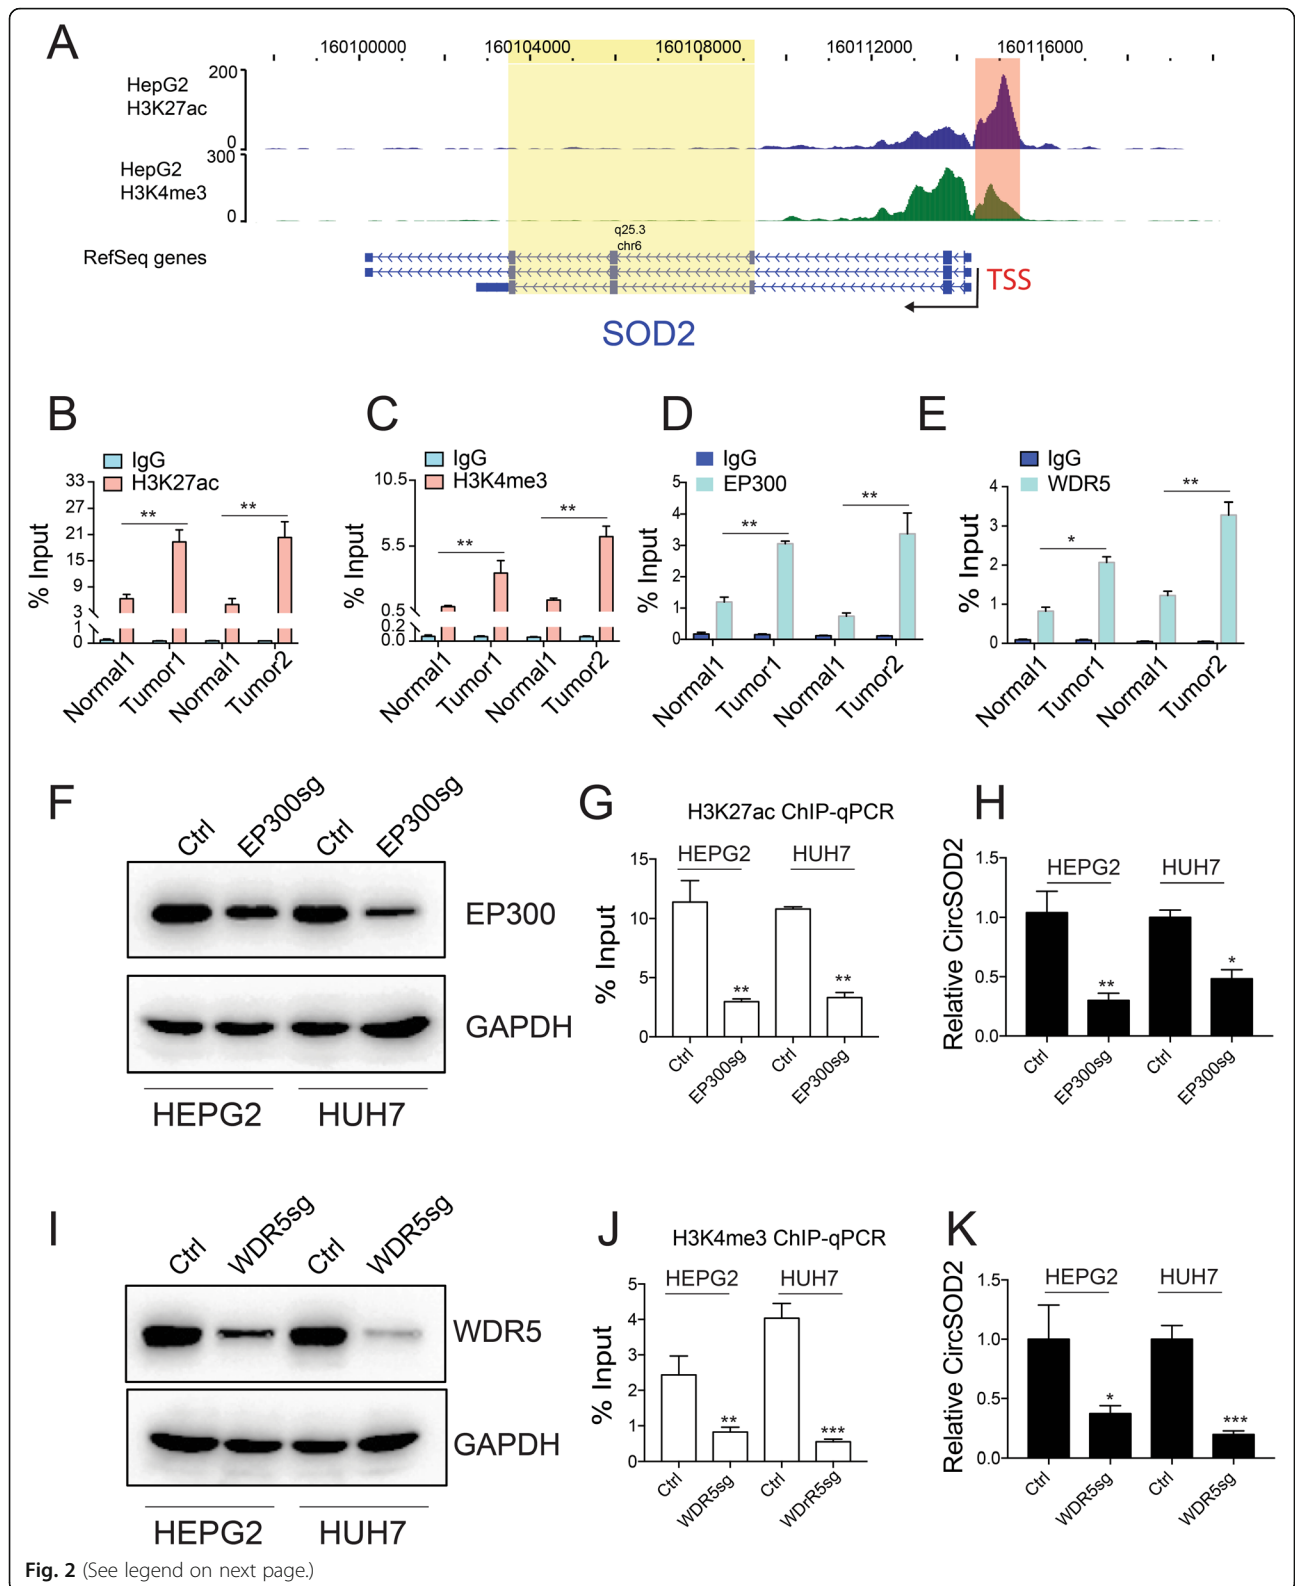 A
160100000 160104000 160108000 160112000 160116000
HepG2
H3K27ac
200
0
HepG2
H3K4me3
300
0
q25.3
chr6
RefSeq genes
TSS
SOD2
B
IgG
H3K27ac
% Input
33
27
21
15
9
3
1
0
** **
Normal1 Tumor1 Normal1 Tumor2
C
IgG
H3K4me3
% Input
10.5
5.5
0.5
0.2
0.0
** **
Normal1 Tumor1 Normal1 Tumor2
D
IgG
EP300
% Input
5
4
3
2
1
0
** **
Normal1 Tumor1 Normal1 Tumor2
E
IgG
WDR5
% Input
4
3
2
1
0
* **
Normal1 Tumor1 Normal1 Tumor2
F
Ctrl EP300sg Ctrl EP300sg
EP300
GAPDH
HEPG2 HUH7
G
H3K27ac ChIP-qPCR
HEPG2 HUH7
% Input
15
10
5
0
** **
Ctrl EP300sg Ctrl EP300sg
H
HEPG2 HUH7
Relative CircSOD2
1.5
1.0
0.5
0.0
** *
Ctrl EP300sg Ctrl EP300sg
I
Ctrl WDR5sg Ctrl WDR5sg
WDR5
GAPDH
HEPG2 HUH7
J
H3K4me3 ChIP-qPCR
HEPG2 HUH7
% Input
5
4
3
2
1
0
** ***
Ctrl WDR5sg Ctrl WDrR5sg
K
HEPG2 HUH7
Relative CircSOD2
1.5
1.0
0.5
0.0
* ***
Ctrl WDR5sg Ctrl WDR5sg
Fig. 2 (See legend on next page.)